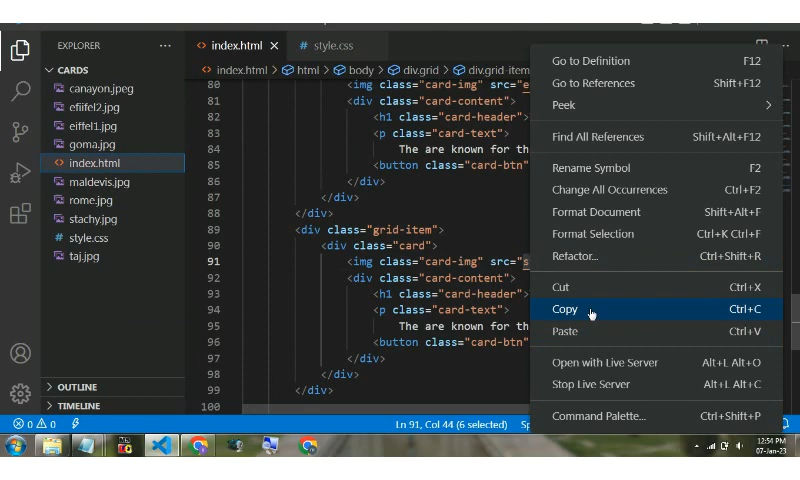 EXPLORER ...
index.html
# style.css
CARDS
index.html > html > body > div.grid > div.grid-item
canayon.jpeg
efiifel2.jpg
eiffel1.jpg
goma.jpg
<> index.html
maldevis.jpg
rome.jpg
stachy.jpg
# style.css
taj.jpg
OUTLINE
TIMELINE
80 <img class="card-img" src="e
81 <div class="card-content">
82 <h1 class="card-header">
83 <p class="card-text">
84 The are known for th
85 <button class="card-btn"
86 </div>
87 </div>
88 </div>
89 <div class="grid-item">
90 <div class="card">
91 <img class="card-img" src="s
92 <div class="card-content">
93 <h1 class="card-header">
94 <p class="card-text">
95 The are known for th
96 <button class="card-btn"
97 </div>
98 </div>
99 </div>
100
Go to Definition F12
Go to References Shift+F12
Peek >
Find All References Shift+Alt+F12
Rename Symbol F2
Change All Occurrences Ctrl+F2
Format Document Shift+Alt+F
Format Selection Ctrl+K Ctrl+F
Refactor... Ctrl+Shift+R
Cut Ctrl+X
Copy Ctrl+C
Paste Ctrl+V
Open with Live Server Alt+L Alt+O
Stop Live Server Alt+L Alt+C
Command Palette... Ctrl+Shift+P
0 0 Ln 91, Col 44 (6 selected) Sp
12:54 PM
07-Jan-23